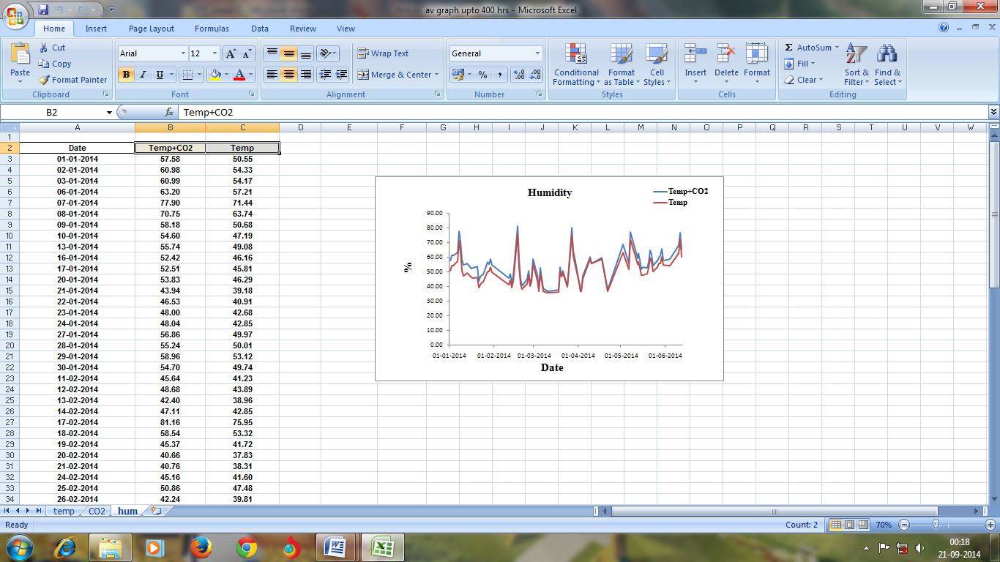 av graph upto 400 hrs - Microsoft Excel
Home Insert Page Layout Formulas Data Review View
Paste Cut Copy Format Painter Clipboard
Arial 12 A A B I U A Font
Wrap Text Merge & Center Alignment
General % , .00 .0 Number
Conditional Formatting Format as Table Cell Styles Styles
Insert Delete Format Cells
Σ AutoSum Fill Clear Sort & Filter Find & Select Editing
B2 fx Temp+CO2
A B C D E F G H I J K L M N O P Q R S T U V W
1
2 Date Temp+CO2 Temp
3 01-01-2014 57.58 50.55
4 02-01-2014 60.98 54.33
5 03-01-2014 60.99 54.17
6 06-01-2014 63.20 57.21
7 07-01-2014 77.90 71.44
8 08-01-2014 70.75 63.74
9 09-01-2014 58.18 50.68
10 10-01-2014 54.60 47.19
11 13-01-2014 55.74 49.08
12 16-01-2014 52.42 46.16
13 17-01-2014 52.51 45.81
14 20-01-2014 53.83 46.29
15 21-01-2014 43.94 39.18
16 22-01-2014 46.53 40.91
17 23-01-2014 48.00 42.68
18 24-01-2014 48.04 42.85
19 27-01-2014 56.86 49.97
20 28-01-2014 55.24 50.01
21 29-01-2014 58.96 53.12
22 30-01-2014 54.70 49.74
23 11-02-2014 45.64 41.23
24 12-02-2014 48.68 43.89
25 13-02-2014 42.40 38.96
26 14-02-2014 47.11 42.85
27 17-02-2014 81.16 75.95
28 18-02-2014 58.54 53.32
29 19-02-2014 45.37 41.72
30 20-02-2014 40.66 37.83
31 21-02-2014 40.76 38.31
32 24-02-2014 45.16 41.60
33 25-02-2014 50.86 47.48
34 26-02-2014 42.24 39.81
Humidity
Temp+CO2
Temp
90.00
80.00
70.00
60.00
50.00
40.00
30.00
20.00
10.00
0.00
%
01-01-2014 01-02-2014 01-03-2014 01-04-2014 01-05-2014 01-06-2014
Date
temp CO2 hum
Ready Count: 2 70%
00:18
21-09-2014